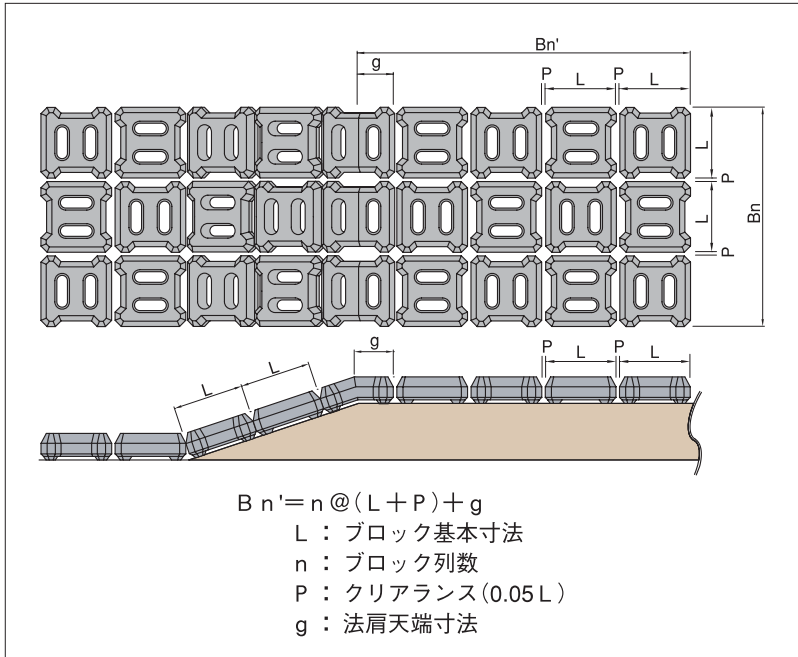 Bn'
g
P L P L
L
P
L
P
Bn
g
P L P L
L
L
Bn'＝n@(L＋P)＋g
L ： ブロック基本寸法
n ： ブロック列数
P ： クリアランス(0.05L)
g ： 法肩天端寸法